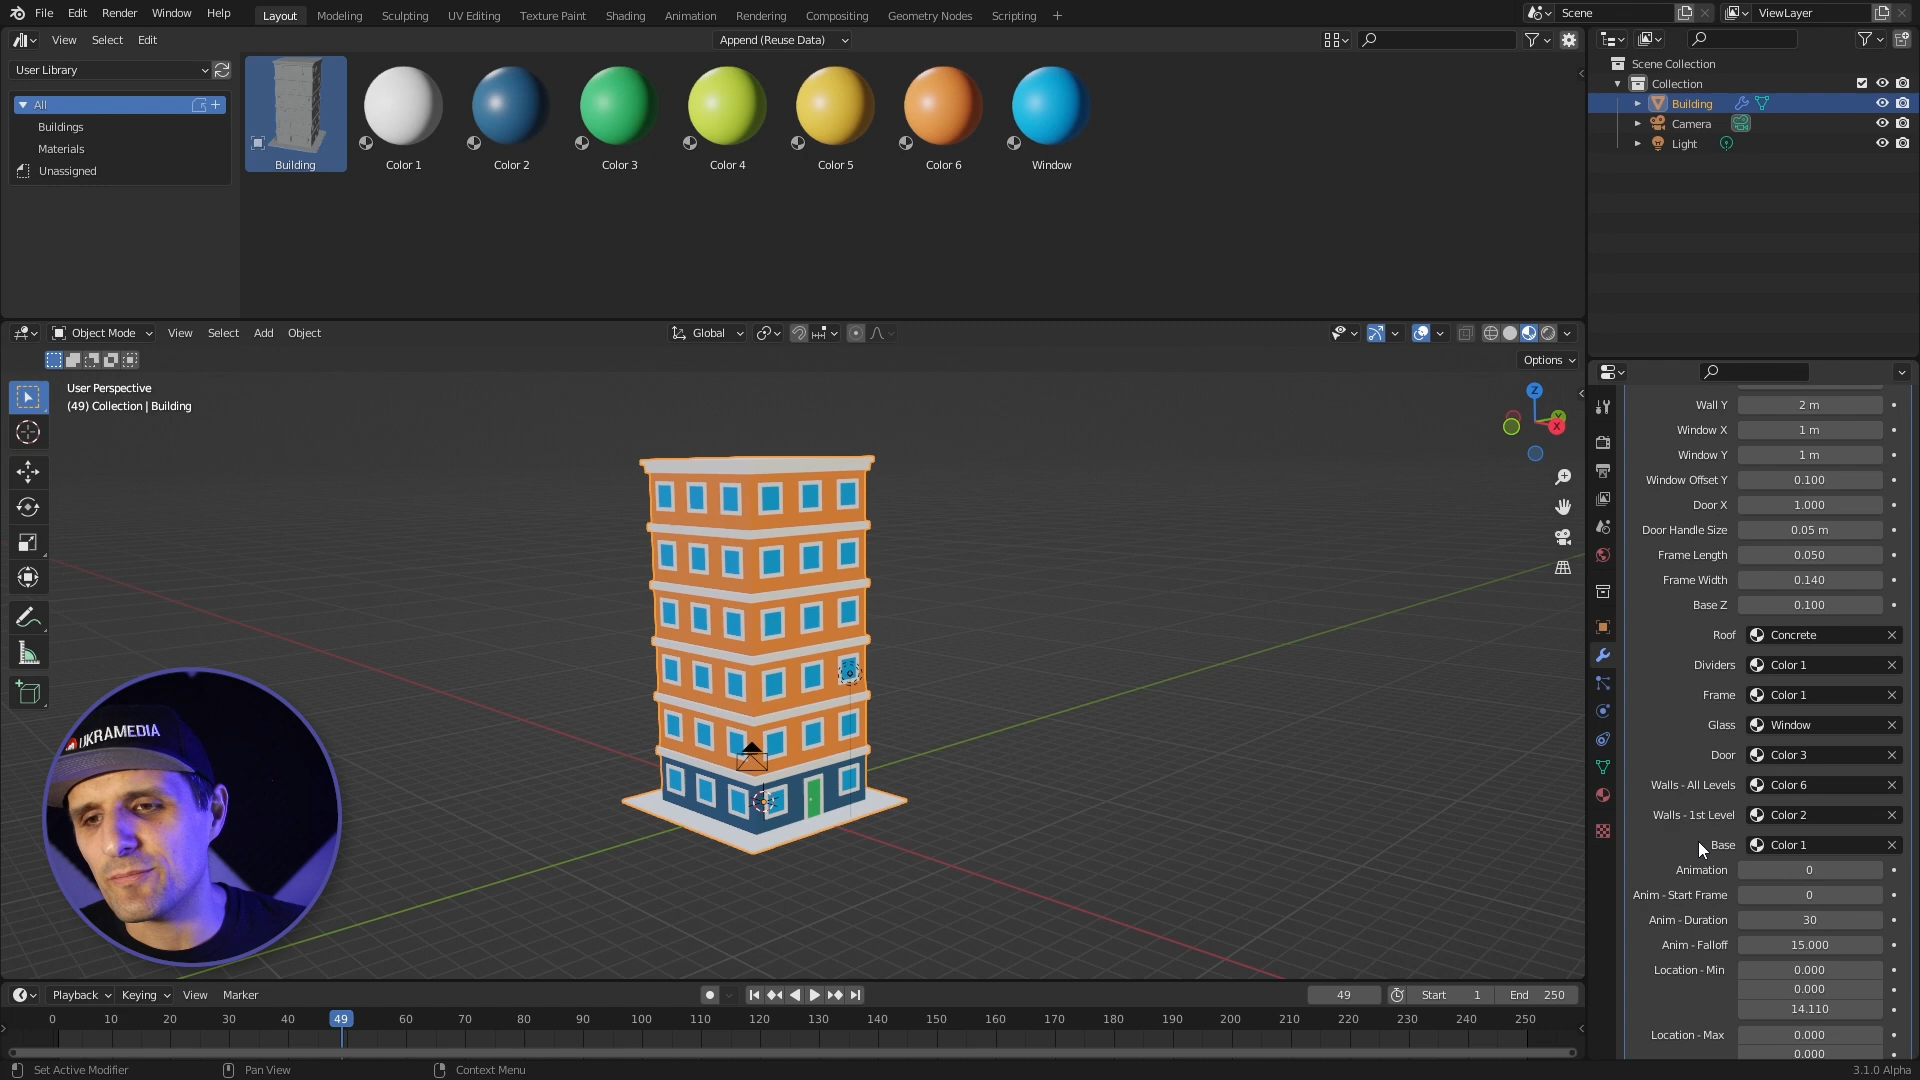 File Edit Render Window Help Layout Modeling Sculpting UV Editing Texture Paint Shading Animation Rendering Compositing Geometry Nodes Scripting + Scene ViewLayer
View Select Edit Append (Reuse Data)
User Library
All
Buildings
Materials
Unassigned
Building Color 1 Color 2 Color 3 Color 4 Color 5 Color 6 Window
Scene Collection
Collection
Building
Camera
Light
Object Mode View Select Add Object Global
Options
User Perspective
(49) Collection | Building
Z
X
UKRAMEDIA
Wall Y 2 m
Window X 1 m
Window Y 1 m
Window Offset Y 0.100
Door X 1.000
Door Handle Size 0.05 m
Frame Length 0.050
Frame Width 0.140
Base Z 0.100
Roof Concrete
Dividers Color 1
Frame Color 1
Glass Window
Door Color 3
Walls - All Levels Color 6
Walls - 1st Level Color 2
Base Color 1
Animation 0
Anim - Start Frame 0
Anim - Duration 30
Anim - Falloff 15.000
Location - Min 0.000
0.000
14.110
Location - Max 0.000
0.000
Playback Keying View Marker 49 Start 1 End 250
0 10 20 30 40 49 60 70 80 90 100 110 120 130 140 150 160 170 180 190 200 210 220 230 240 250
Set Active Modifier Pan View Context Menu 3.1.0 Alpha